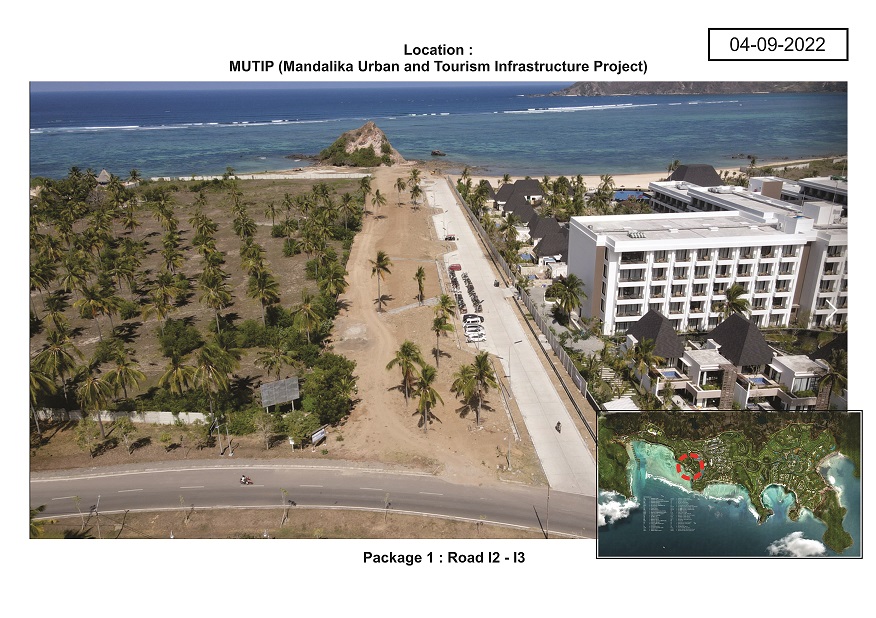 04-09-2022
Location :
MUTIP (Mandalika Urban and Tourism Infrastructure Project)
Package 1 : Road I2 - I3